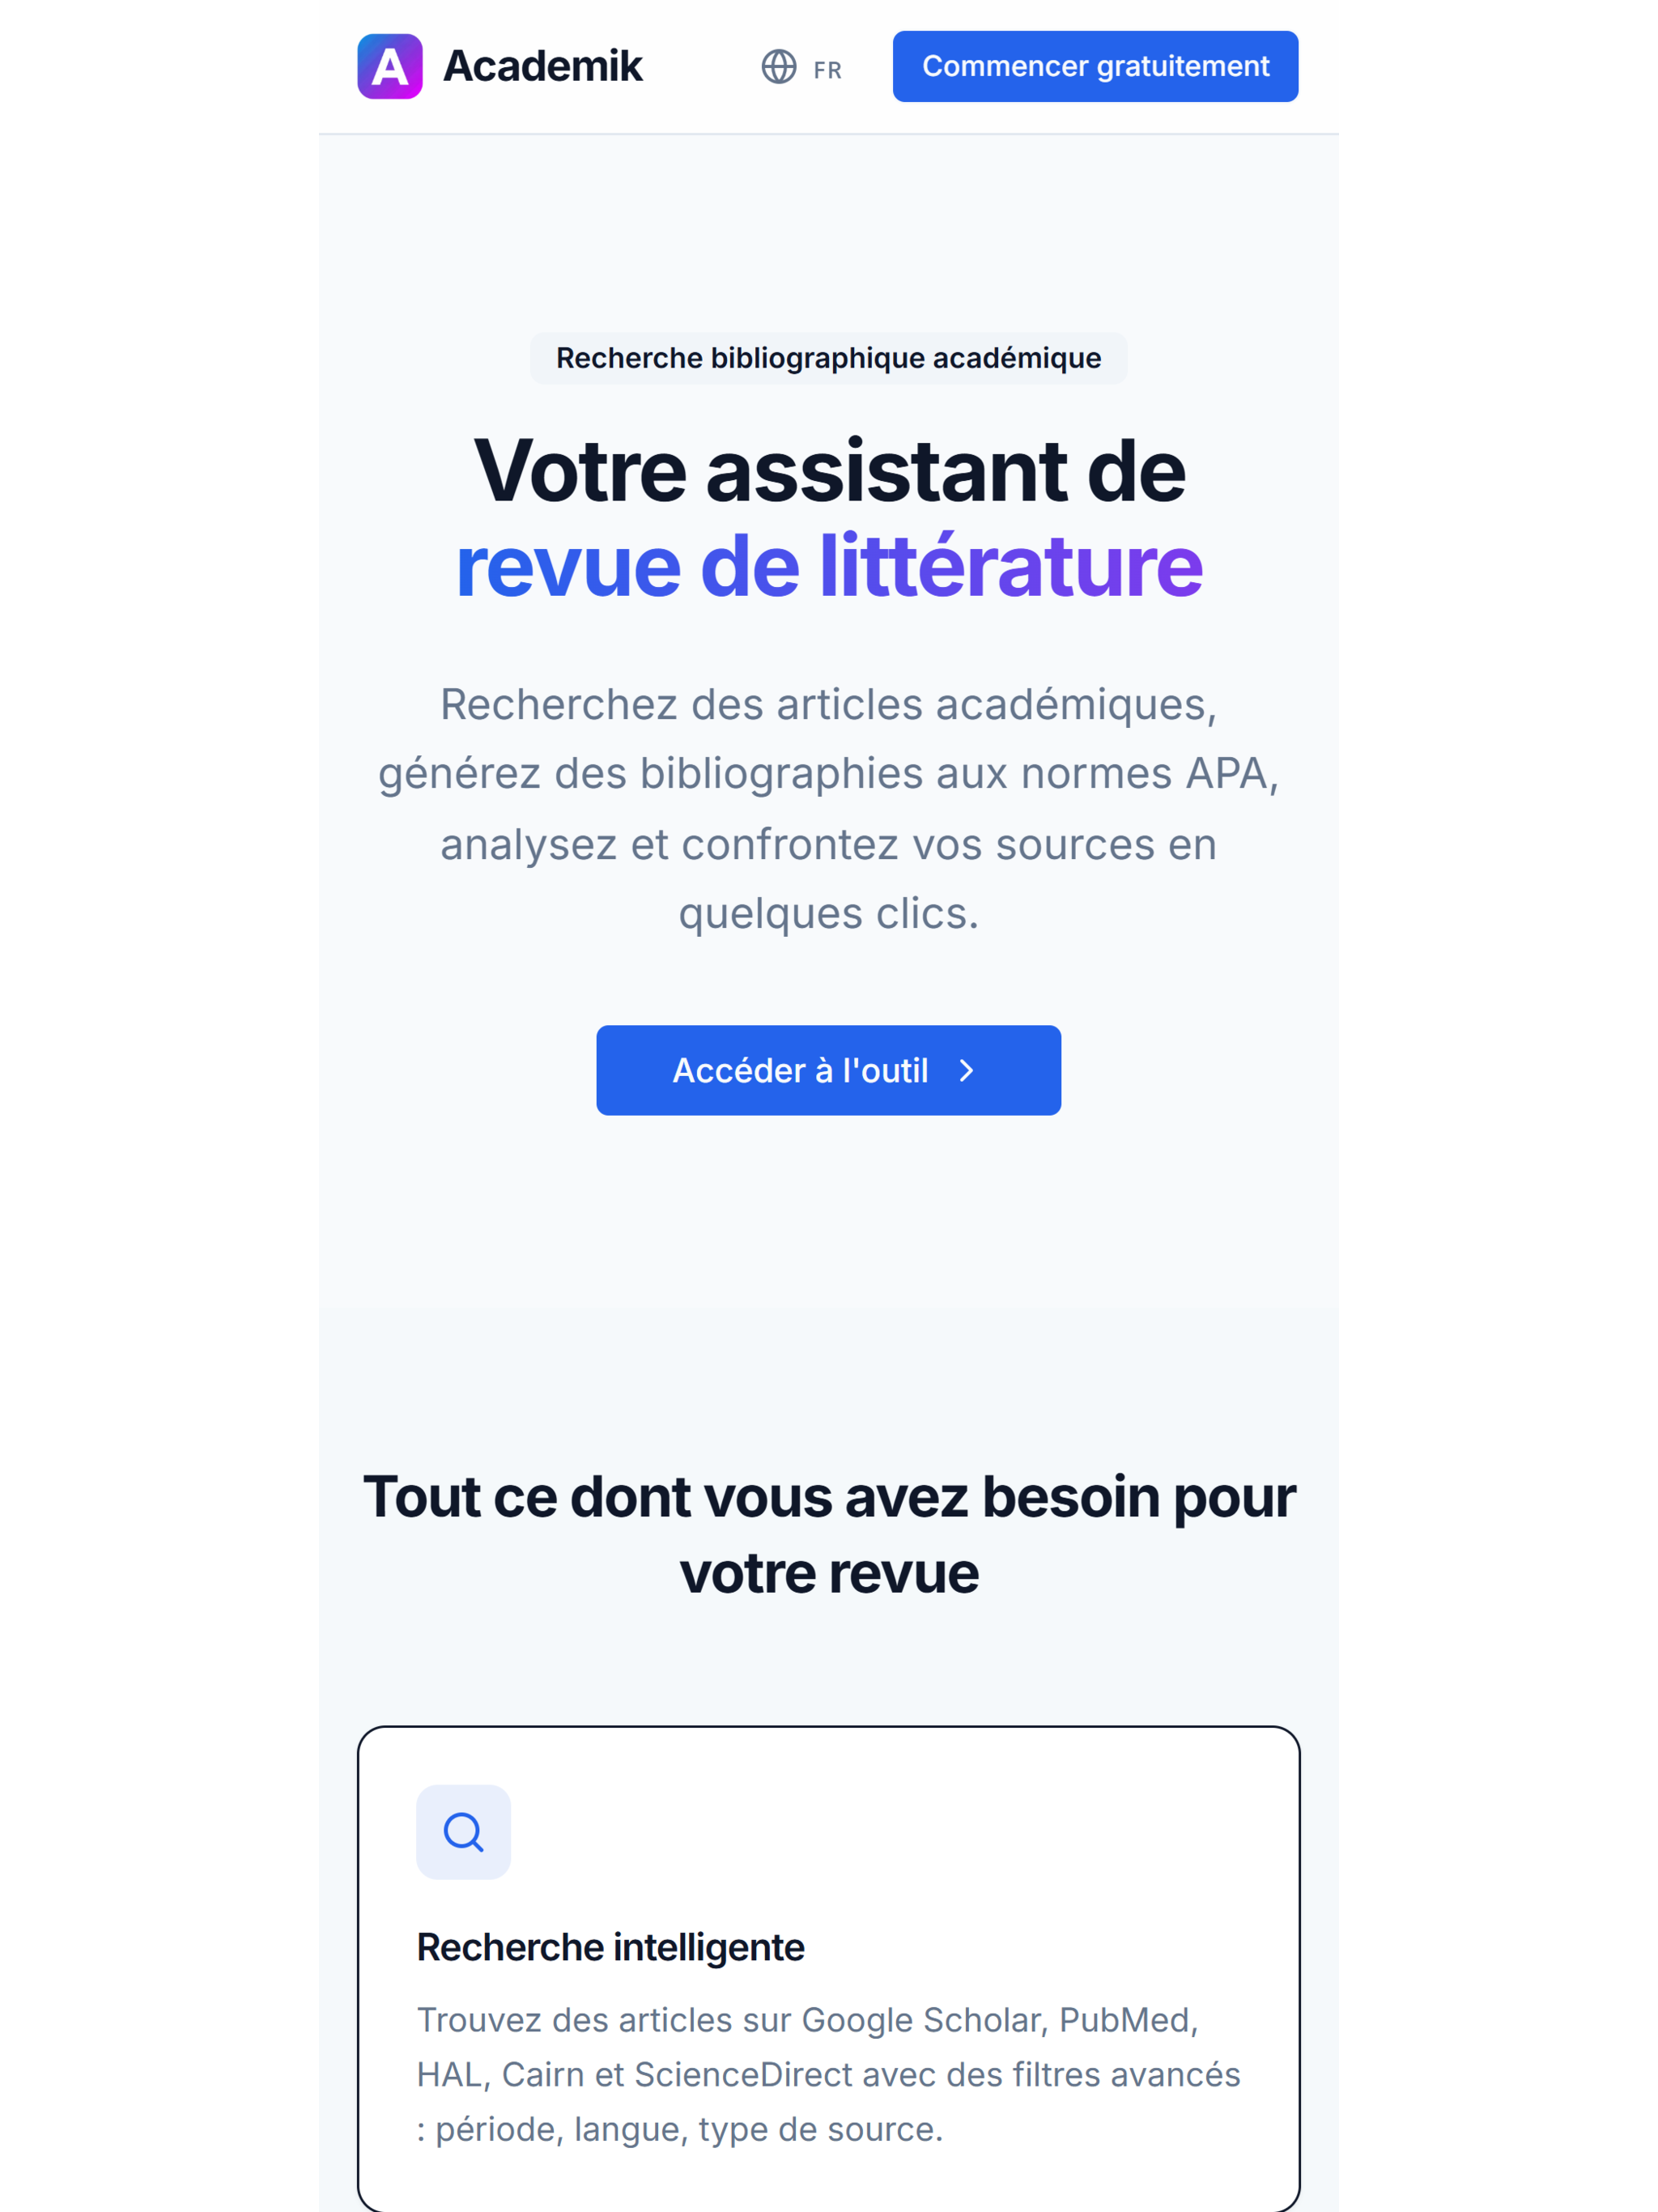 A Academik FR Commencer gratuitement
Recherche bibliographique académique
Votre assistant de
revue de littérature
Recherchez des articles académiques,
générez des bibliographies aux normes APA,
analysez et confrontez vos sources en
quelques clics.
Accéder à l'outil
Tout ce dont vous avez besoin pour
votre revue
Recherche intelligente
Trouvez des articles sur Google Scholar, PubMed,
HAL, Cairn et ScienceDirect avec des filtres avancés
: période, langue, type de source.